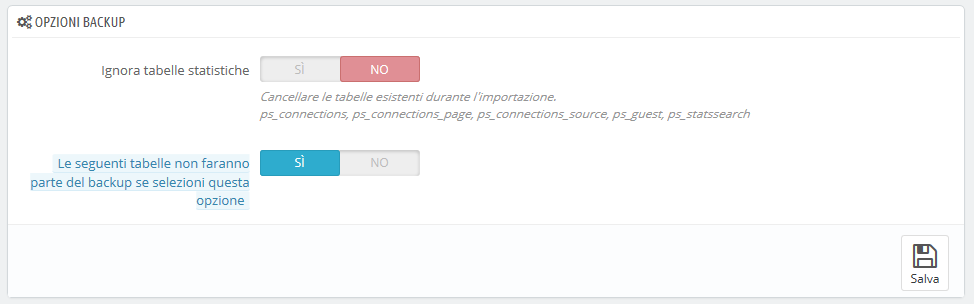 OPZIONI BACKUP
Ignora tabelle statistiche
SÌ
NO
Cancellare le tabelle esistenti durante l'importazione.
ps_connections, ps_connections_page, ps_connections_source, ps_guest, ps_statssearch
Le seguenti tabelle non faranno
parte del backup se selezioni questa
opzione
SÌ
NO
Salva